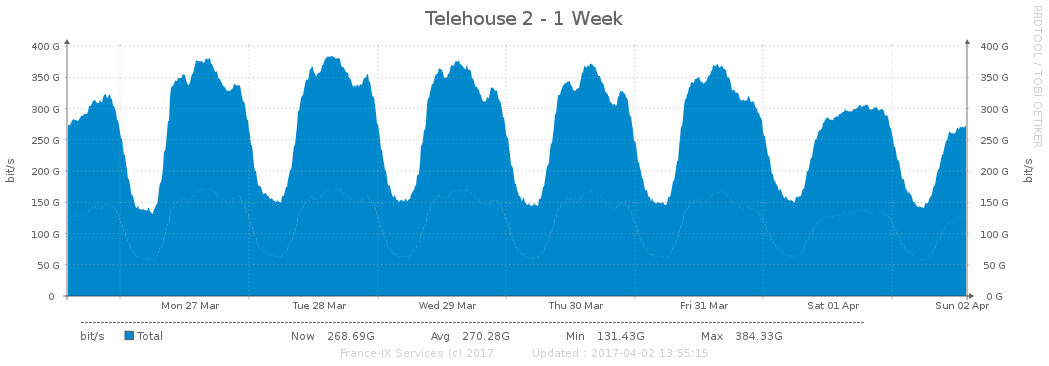 Telehouse 2 - 1 Week
RRDTOOL / TOBI OETIKER
400 G 400 G
350 G 350 G
300 G 300 G
250 G 250 G
200 G 200 G
150 G 150 G
100 G 100 G
50 G 50 G
0 0 G
bit/s bit/s
Mon 27 Mar Tue 28 Mar Wed 29 Mar Thu 30 Mar Fri 31 Mar Sat 01 Apr Sun 02 Apr
bit/s Total Now 268.69G Avg 270.28G Min 131.43G Max 384.33G
France-IX Services (c) 2017 Updated : 2017-04-02 13:55:15